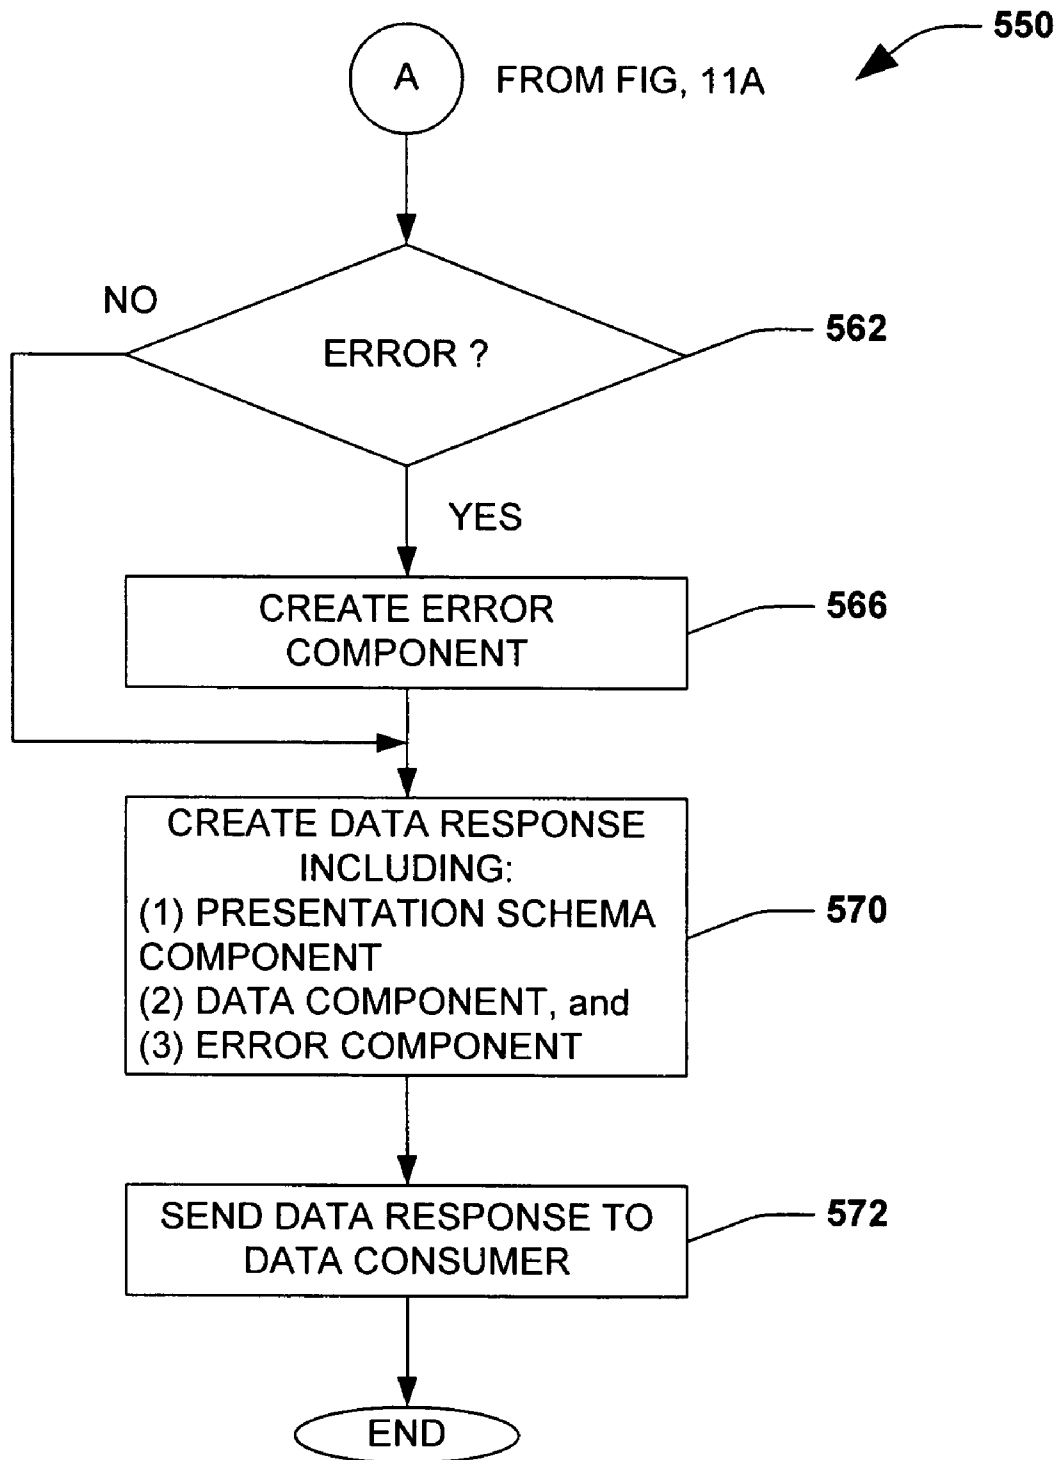 550
A
FROM FIG, 11A
NO
ERROR ?
562
YES
CREATE ERROR
COMPONENT
566
CREATE DATA RESPONSE
INCLUDING:
(1) PRESENTATION SCHEMA
COMPONENT
(2) DATA COMPONENT, and
(3) ERROR COMPONENT
570
SEND DATA RESPONSE TO
DATA CONSUMER
572
END